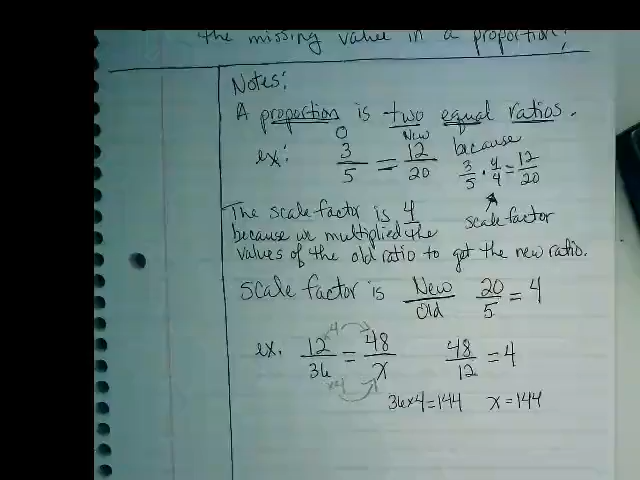 the missing value in a proportion?
Notes:
A proportion is two equal ratios.
O New because
ex: 3/5 = 12/20 3/5 · 4/4 = 12/20
The scale factor is 4 scale factor
because we multiplied the
values of the old ratio to get the new ratio.
Scale factor is New/Old 20/5 = 4
ex. 12/36 = 48/x 48/12 = 4
×4
×4
36×4=144 x=144